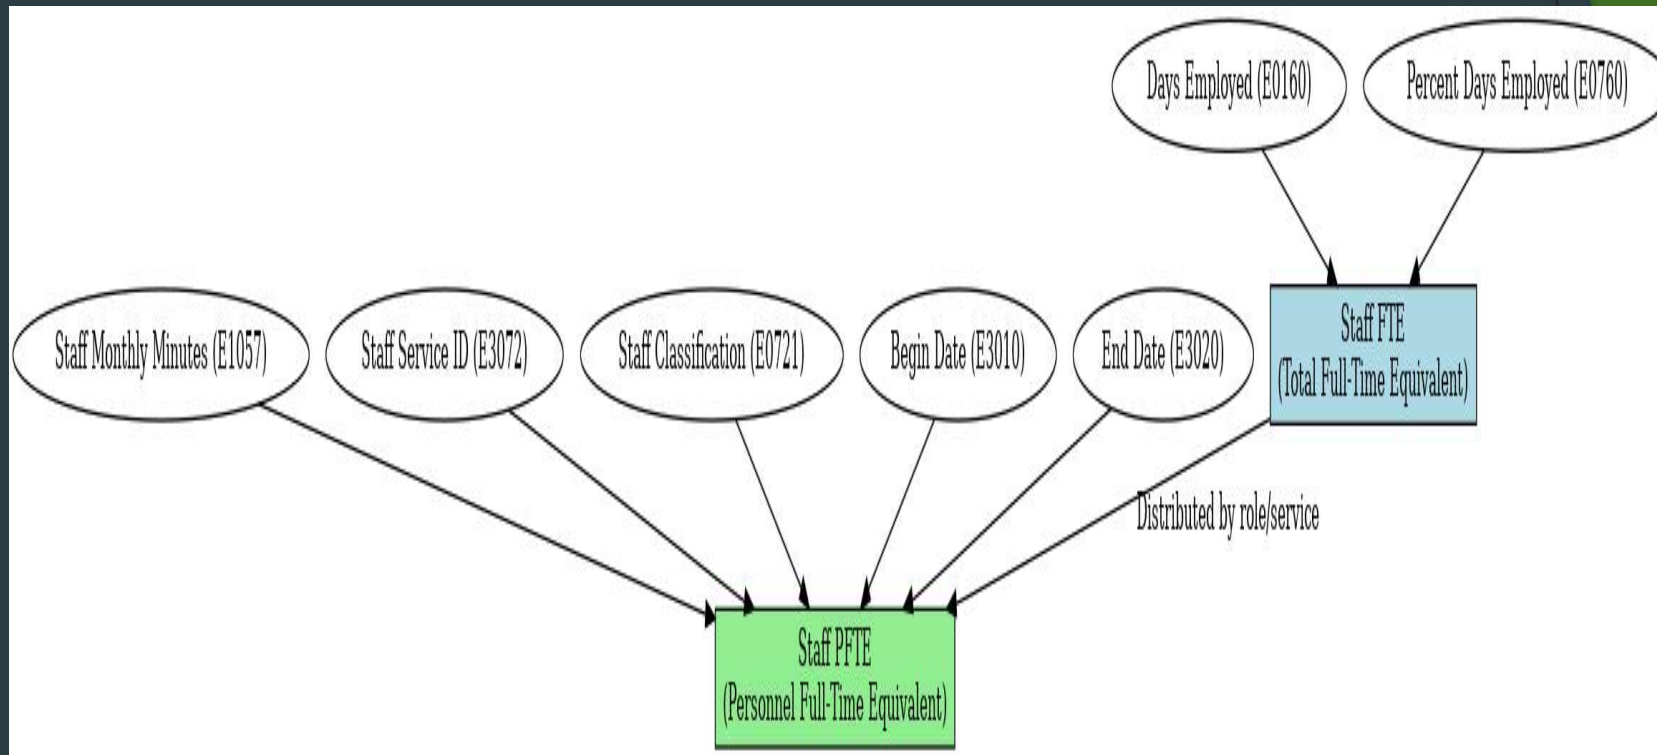 Days Employed (E0160)
Percent Days Employed (E0760)
Staff Monthly Minutes (E1057)
Staff Service ID (E3072)
Staff Classification (E0721)
Begin Date (E3010)
End Date (E3020)
Staff FTE
(Total Full-Time Equivalent)
Distributed by role/service
Staff PFTE
(Personnel Full-Time Equivalent)